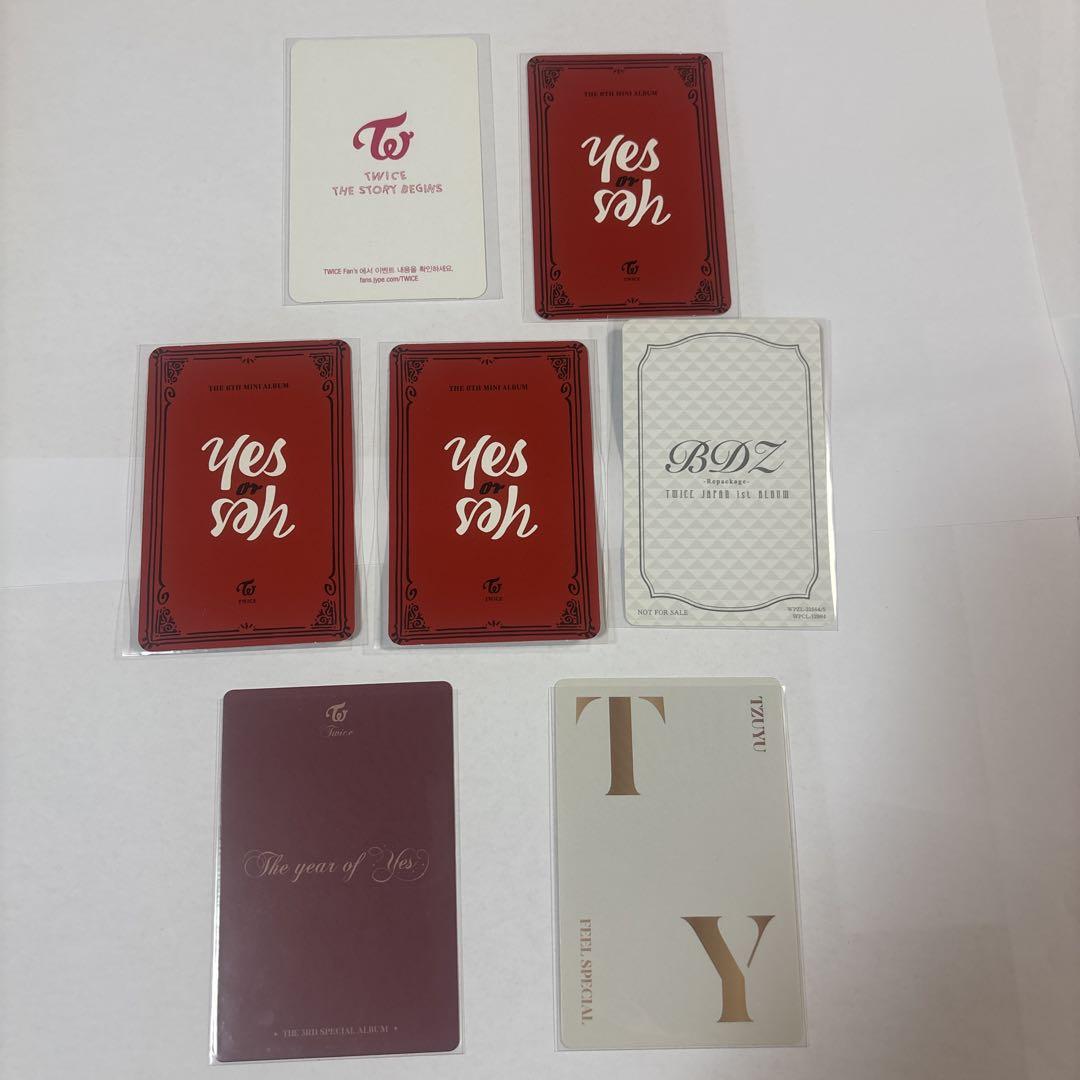 TWICE
THE STORY BEGINS
TWICE Fan's 에서 이벤트 내용을 확인하세요.
fans.jype.com/TWICE
THE 6TH MINI ALBUM
Yes
or
Yes
TWICE
THE 6TH MINI ALBUM
Yes
or
Yes
TWICE
THE 6TH MINI ALBUM
Yes
or
Yes
TWICE
BDZ
-Repackage-
TWICE JAPAN 1st ALBUM
NOT FOR SALE
Twice
The year of "Yes"
THE 3RD SPECIAL ALBUM
T
TZUYU
FEEL SPECIAL
Y